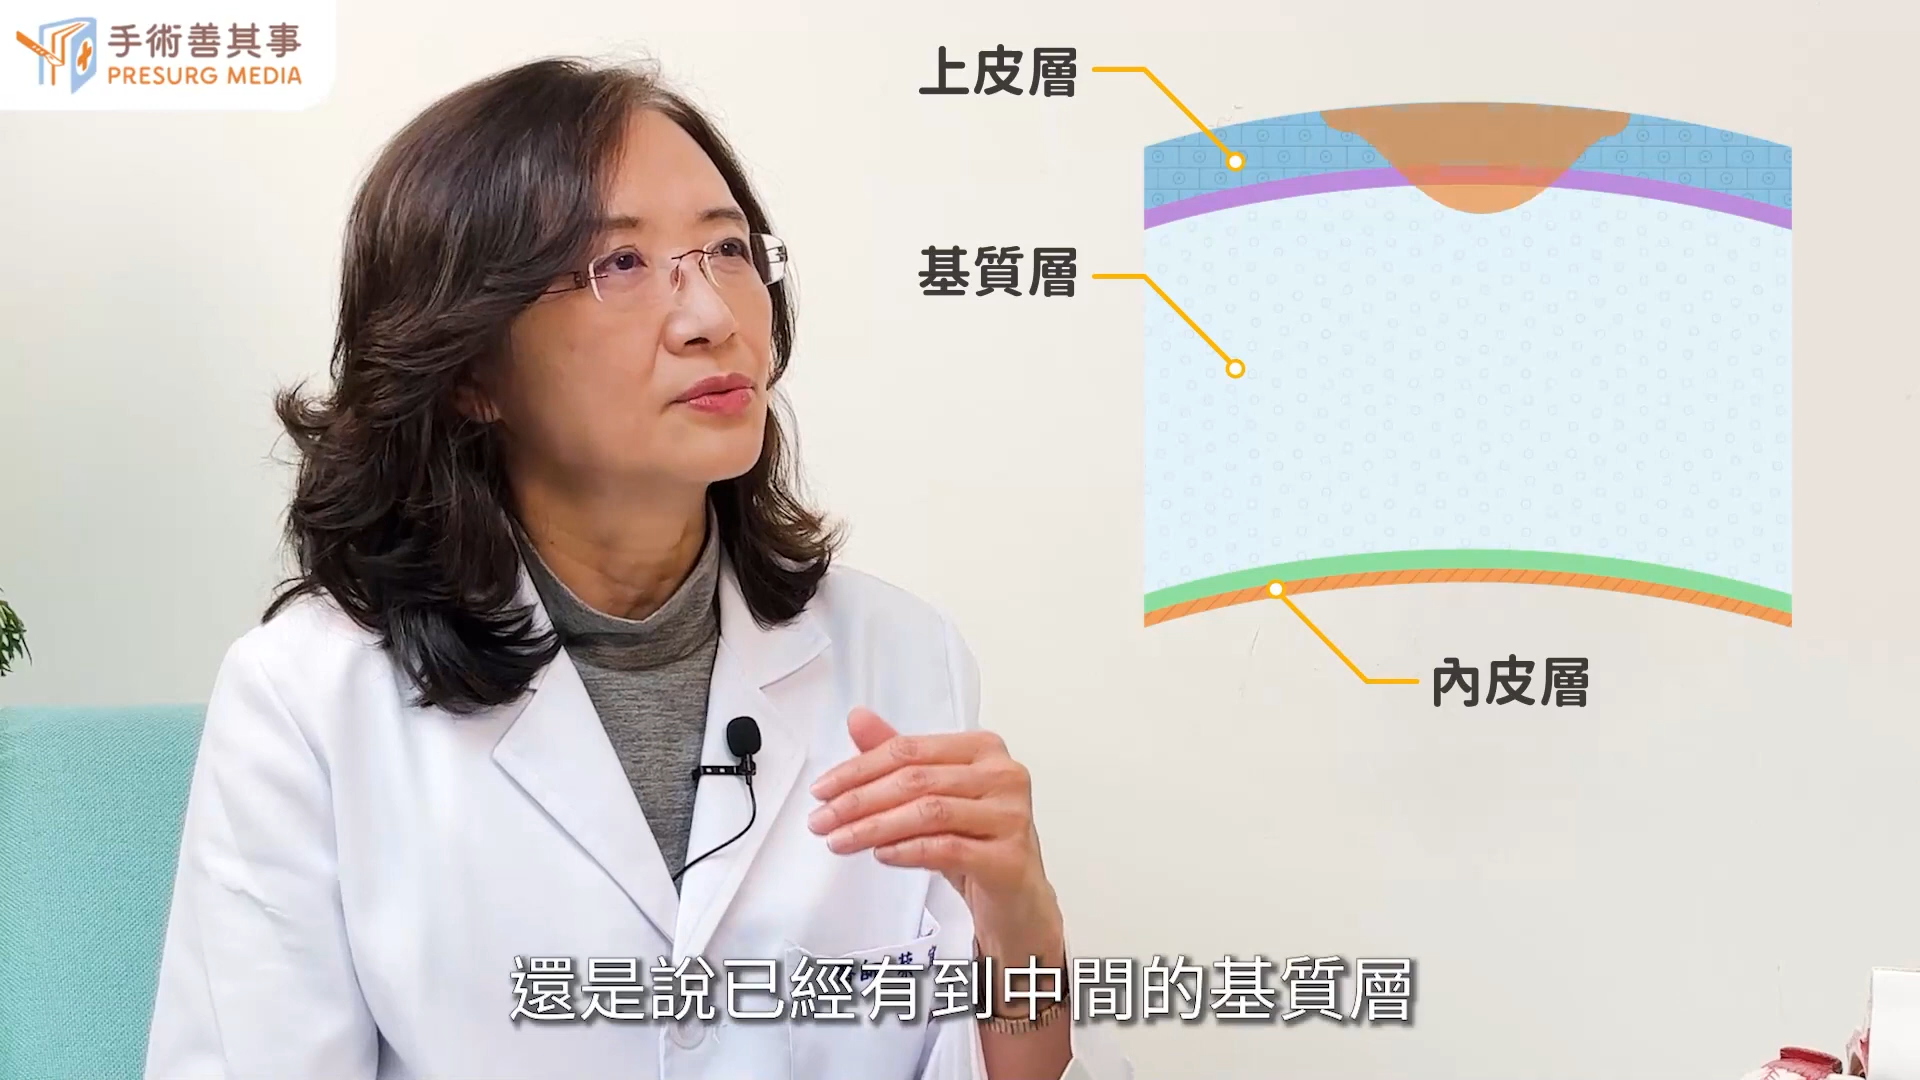 手術善其事
PRESURG MEDIA
上皮層
基質層
內皮層
還是說已經有到中間的基質層